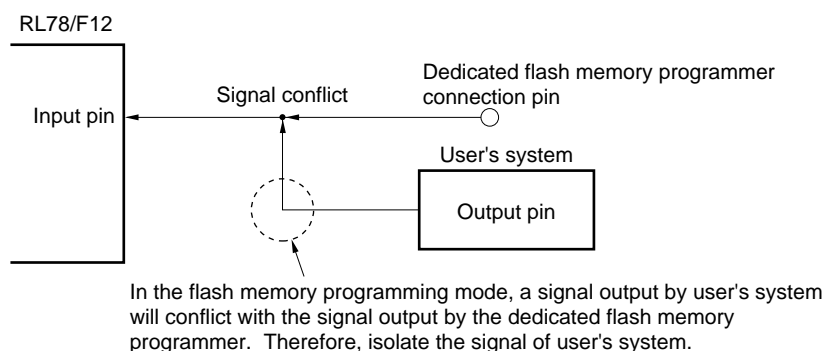 RL78/F12
Dedicated flash memory programmer
connection pin
Signal conflict
Input pin
User's system
Output pin
In the flash memory programming mode, a signal output by user's system
will conflict with the signal output by the dedicated flash memory
programmer.  Therefore, isolate the signal of user's system.